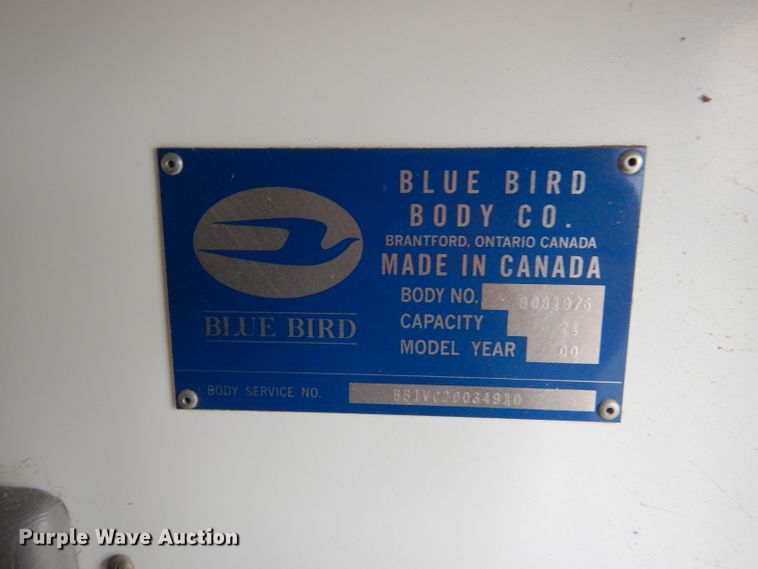 BLUE BIRD
BODY CO.
BRANTFORD, ONTARIO CANADA
MADE IN CANADA
BODY NO.
CAPACITY 21
MODEL YEAR 00
BLUE BIRD
BODY SERVICE NO.
Purple Wave Auction